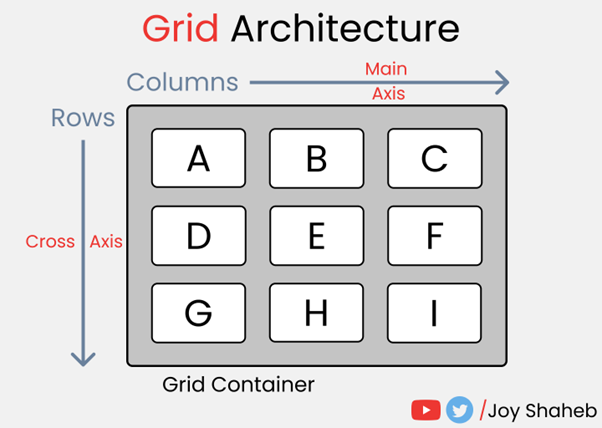 Grid Architecture
Columns
Main
Axis
Rows
A B C
Cross Axis
D E F
G H I
Grid Container
/Joy Shaheb